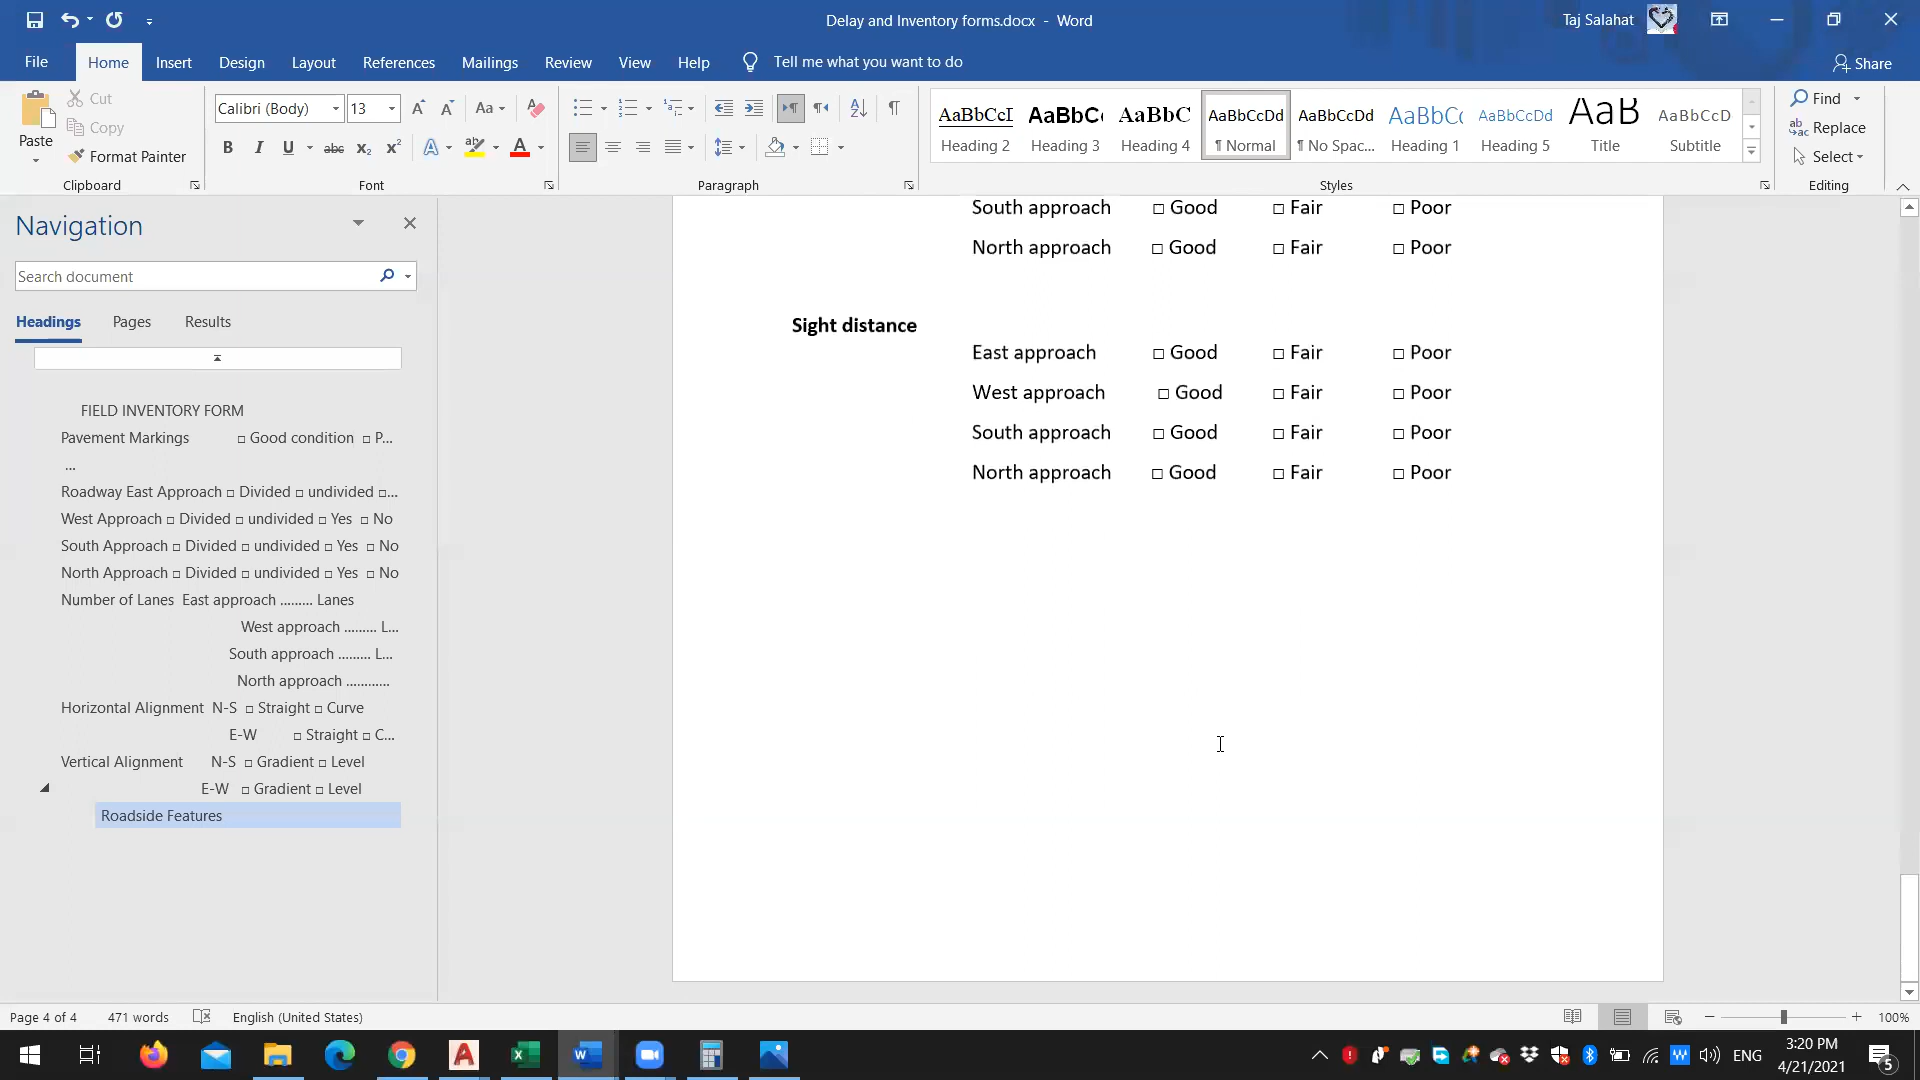 Delay and Inventory forms.docx - Word
Taj Salahat
File Home Insert Design Layout References Mailings Review View Help Tell me what you want to do
Share
Paste
Cut
Copy
Format Painter
Clipboard
Calibri (Body) 13
Font
Paragraph
AaBbCcI AaBbC AaBbC AaBbCcDd AaBbCcDd AaBbCc AaBbCcDd AaB AaBbCcD
Heading 2 Heading 3 Heading 4 ¶ Normal ¶ No Spac... Heading 1 Heading 5 Title Subtitle
Styles
Find
Replace
Select
Editing
Navigation
Search document
Headings Pages Results
FIELD INVENTORY FORM
Pavement Markings □ Good condition □ P...
...
Roadway East Approach □ Divided □ undivided □...
West Approach □ Divided □ undivided □ Yes □ No
South Approach □ Divided □ undivided □ Yes □ No
North Approach □ Divided □ undivided □ Yes □ No
Number of Lanes East approach ......... Lanes
West approach ......... L...
South approach ......... L...
North approach ............
Horizontal Alignment N-S □ Straight □ Curve
E-W □ Straight □ C...
Vertical Alignment N-S □ Gradient □ Level
E-W □ Gradient □ Level
Roadside Features
South approach □ Good □ Fair □ Poor
North approach □ Good □ Fair □ Poor
Sight distance
East approach □ Good □ Fair □ Poor
West approach □ Good □ Fair □ Poor
South approach □ Good □ Fair □ Poor
North approach □ Good □ Fair □ Poor
Page 4 of 4 471 words English (United States)
100%
ENG
3:20 PM
4/21/2021
5